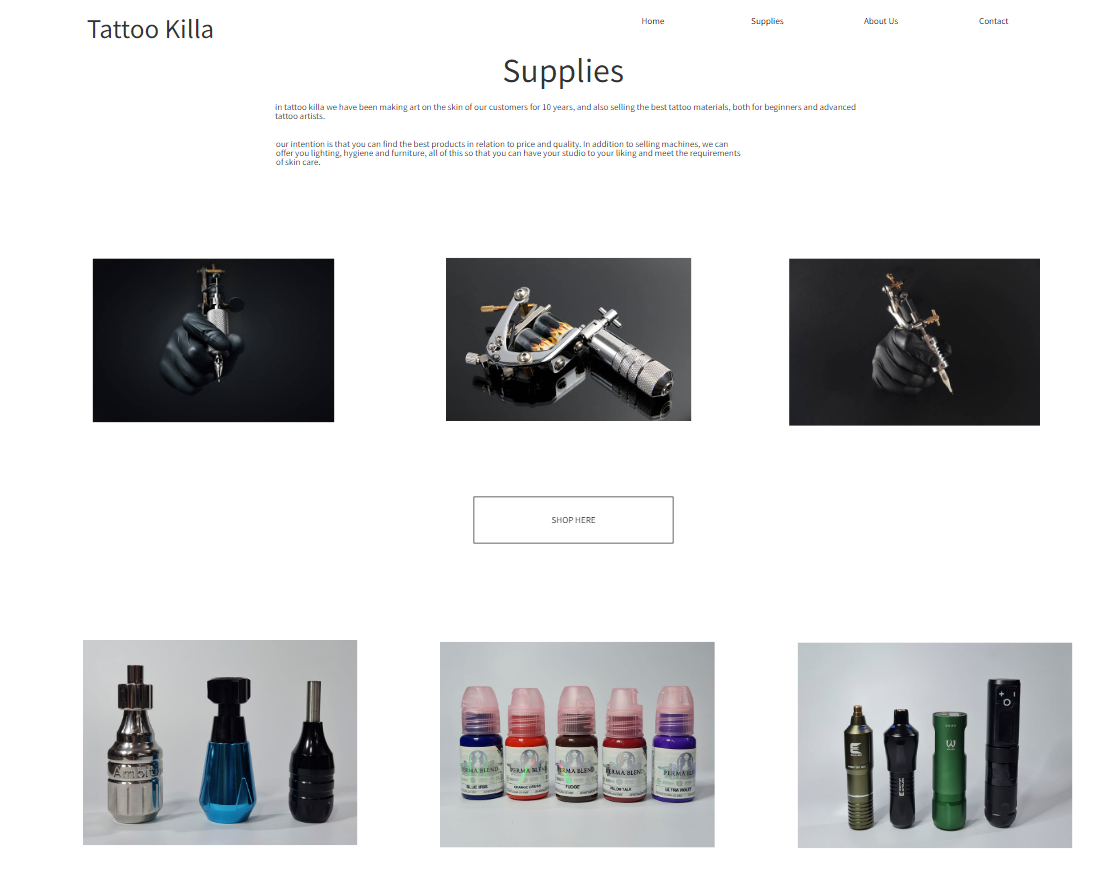 Tattoo Killa
Home
Supplies
About Us
Contact
Supplies
in tattoo killa we have been making art on the skin of our customers for 10 years, and also selling the best tattoo materials, both for beginners and advanced
tattoo artists.
our intention is that you can find the best products in relation to price and quality. In addition to selling machines, we can
offer you lighting, hygiene and furniture, all of this so that you can have your studio to your liking and meet the requirements
of skin care.
SHOP HERE
PERMA BLEND
PERMA BLEND
PERMA BLEND
PERMA BLEND
PERMA BLEND
BLUE IRIS
ORANGE CRUSH
FUDGE
PILLOW TALK
ULTRA VIOLET